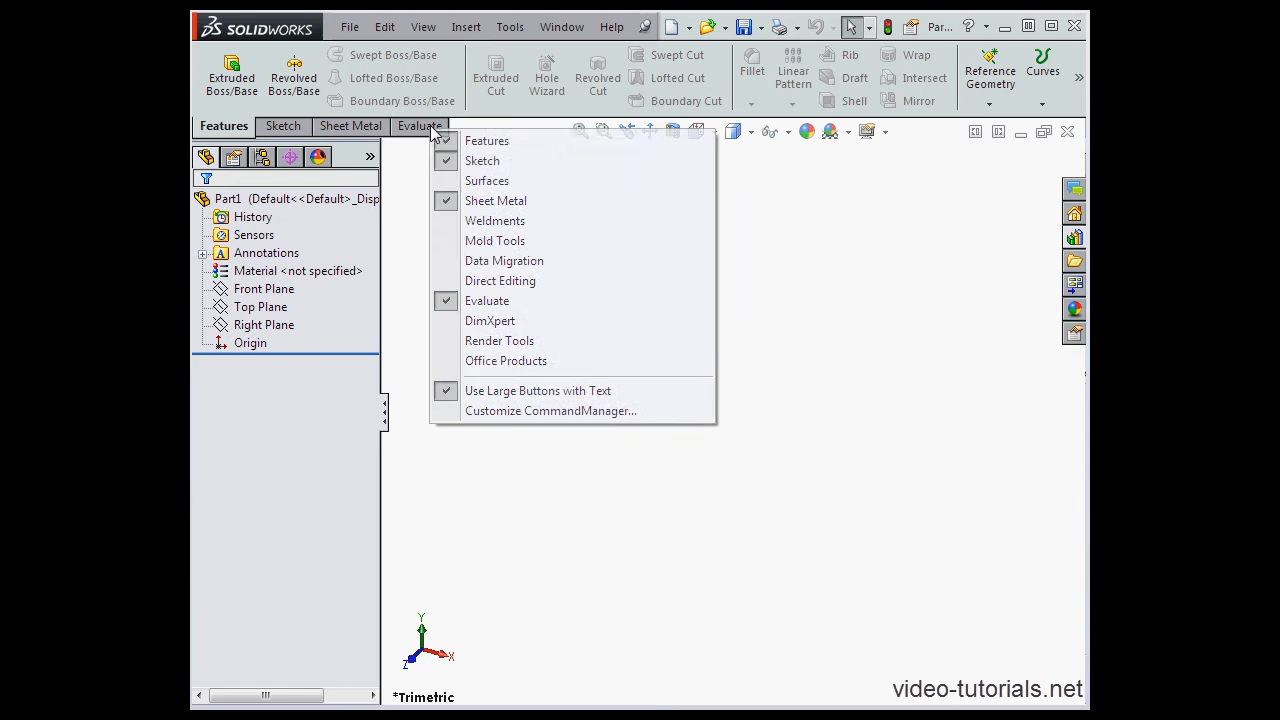 SOLIDWORKS File Edit View Insert Tools Window Help Par...
Extruded Boss/Base
Revolved Boss/Base
Swept Boss/Base
Lofted Boss/Base
Boundary Boss/Base
Extruded Cut
Hole Wizard
Revolved Cut
Swept Cut
Lofted Cut
Boundary Cut
Fillet
Linear Pattern
Rib
Draft
Shell
Wrap
Intersect
Mirror
Reference Geometry
Curves
Features Sketch Sheet Metal Evaluate
Part1 (Default<<Default>_Disp
History
Sensors
Annotations
Material <not specified>
Front Plane
Top Plane
Right Plane
Origin
Features
Sketch
Surfaces
Sheet Metal
Weldments
Mold Tools
Data Migration
Direct Editing
Evaluate
DimXpert
Render Tools
Office Products
Use Large Buttons with Text
Customize CommandManager...
Y
X
Z
*Trimetric
video-tutorials.net